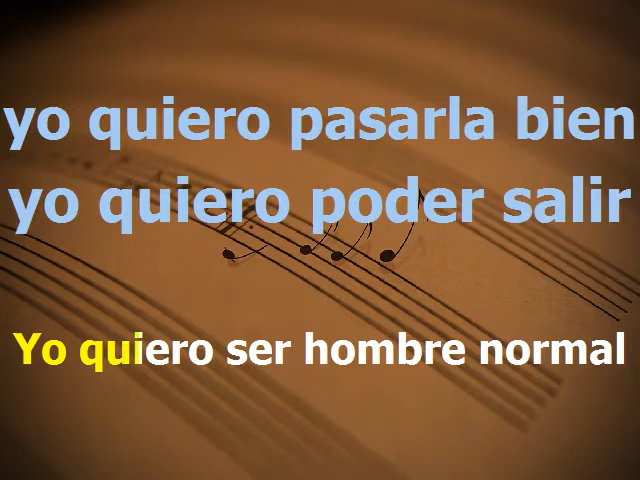 yo quiero pasarla bien
yo quiero poder salir
Yo quiero ser hombre normal